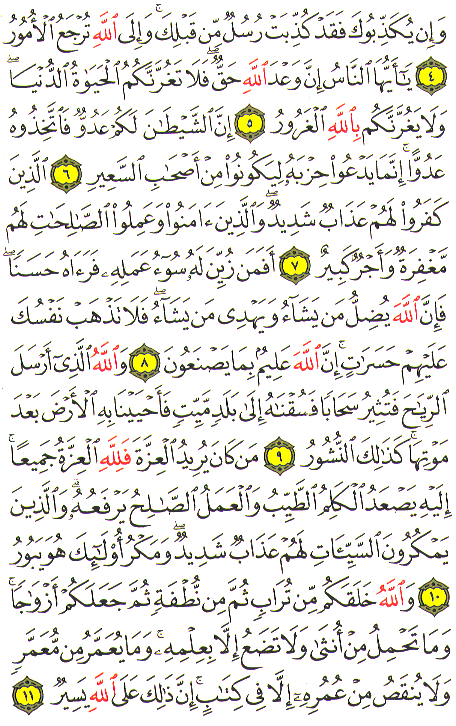 وَإِن يُكَذِّبُوكَ فَقَدْ كُذِّبَتْ رُسُلٌ مِّن قَبْلِكَ ۚ وَإِلَى ٱللَّهِ تُرْجَعُ ٱلْأُمُورُ
٤ يَـٰٓأَيُّهَا ٱلنَّاسُ إِنَّ وَعْدَ ٱللَّهِ حَقٌّ ۖ فَلَا تَغُرَّنَّكُمُ ٱلْحَيَوٰةُ ٱلدُّنْيَا ۖ
وَلَا يَغُرَّنَّكُم بِٱللَّهِ ٱلْغَرُورُ ٥ إِنَّ ٱلشَّيْطَـٰنَ لَكُمْ عَدُوٌّ فَٱتَّخِذُوهُ
عَدُوًّا ۚ إِنَّمَا يَدْعُوا۟ حِزْبَهُۥ لِيَكُونُوا۟ مِنْ أَصْحَـٰبِ ٱلسَّعِيرِ ٦ ٱلَّذِينَ
كَفَرُوا۟ لَهُمْ عَذَابٌ شَدِيدٌ ۖ وَٱلَّذِينَ ءَامَنُوا۟ وَعَمِلُوا۟ ٱلصَّـٰلِحَـٰتِ لَهُم
مَّغْفِرَةٌ وَأَجْرٌ كَبِيرٌ ٧ أَفَمَن زُيِّنَ لَهُۥ سُوٓءُ عَمَلِهِۦ فَرَءَاهُ حَسَنًا ۖ
فَإِنَّ ٱللَّهَ يُضِلُّ مَن يَشَآءُ وَيَهْدِى مَن يَشَآءُ ۖ فَلَا تَذْهَبْ نَفْسُكَ
عَلَيْهِمْ حَسَرَٰتٍ ۚ إِنَّ ٱللَّهَ عَلِيمٌۢ بِمَا يَصْنَعُونَ ٨ وَٱللَّهُ ٱلَّذِىٓ أَرْسَلَ
ٱلرِّيَـٰحَ فَتُثِيرُ سَحَابًا فَسُقْنَـٰهُ إِلَىٰ بَلَدٍ مَّيِّتٍ فَأَحْيَيْنَا بِهِ ٱلْأَرْضَ بَعْدَ
مَوْتِهَا ۚ كَذَٰلِكَ ٱلنُّشُورُ ٩ مَن كَانَ يُرِيدُ ٱلْعِزَّةَ فَلِلَّهِ ٱلْعِزَّةُ جَمِيعًا ۚ
إِلَيْهِ يَصْعَدُ ٱلْكَلِمُ ٱلطَّيِّبُ وَٱلْعَمَلُ ٱلصَّـٰلِحُ يَرْفَعُهُۥ ۚ وَٱلَّذِينَ
يَمْكُرُونَ ٱلسَّيِّـَٔاتِ لَهُمْ عَذَابٌ شَدِيدٌ ۖ وَمَكْرُ أُو۟لَـٰٓئِكَ هُوَ يَبُورُ
١٠ وَٱللَّهُ خَلَقَكُم مِّن تُرَابٍ ثُمَّ مِن نُّطْفَةٍ ثُمَّ جَعَلَكُمْ أَزْوَٰجًا ۚ
وَمَا تَحْمِلُ مِنْ أُنثَىٰ وَلَا تَضَعُ إِلَّا بِعِلْمِهِۦ ۚ وَمَا يُعَمَّرُ مِن مُّعَمَّرٍ
وَلَا يُنقَصُ مِنْ عُمُرِهِۦٓ إِلَّا فِى كِتَـٰبٍ ۚ إِنَّ ذَٰلِكَ عَلَى ٱللَّهِ يَسِيرٌ ١١